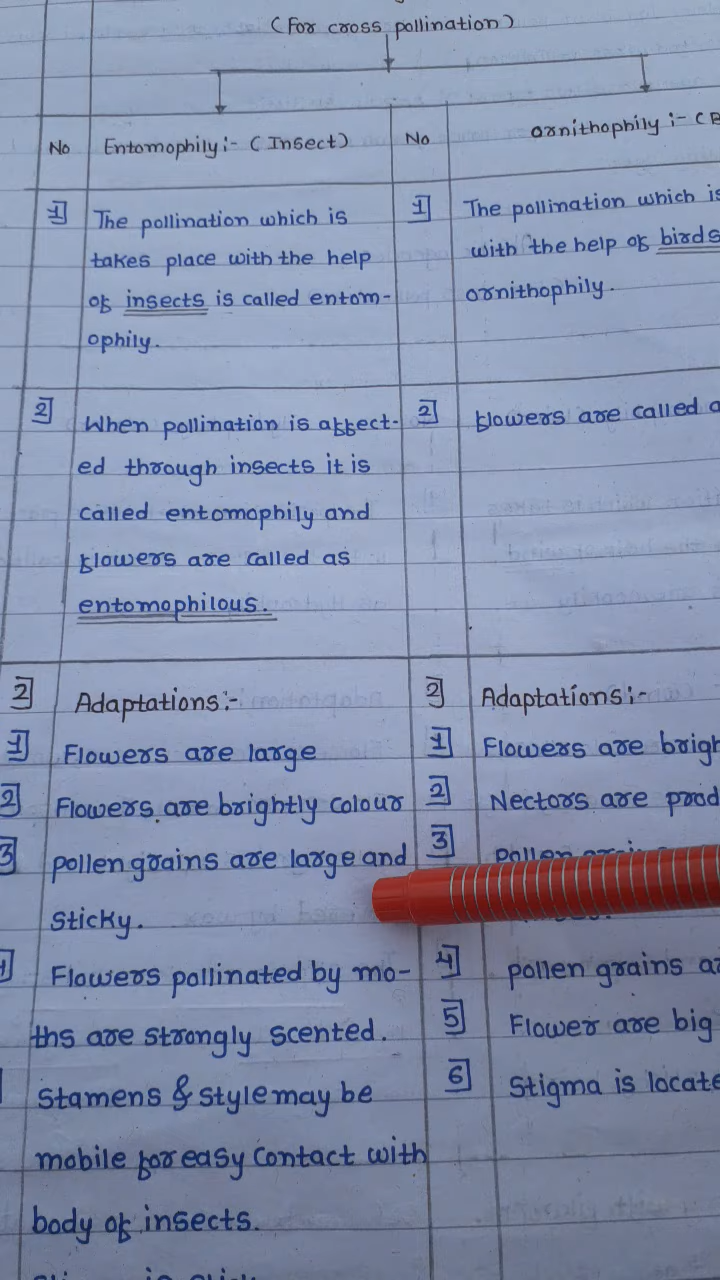 (For cross pollination)
No Entomophily:- (Insect) No ornithophily :- (B
1 The pollination which is
takes place with the help
of insects is called entom-
ophily.
1 The pollination which is
with the help of birds
ornithophily.
2 When pollination is affect-
ed through insects it is
called entomophily and
flowers are called as
entomophilous.
2 flowers are called a
2 Adaptations:-
1 Flowers are large
2 Flowers are brightly colour
3 pollen grains are large and
sticky.
Flowers pollinated by mo-
ths are strongly scented.
Stamens & style may be
mobile for easy contact with
body of insects.
2 Adaptations:-
1 Flowers are brigh
2 Nectors are prod
3 pollen grains
4 pollen grains a
5 Flower are big
6 Stigma is locate